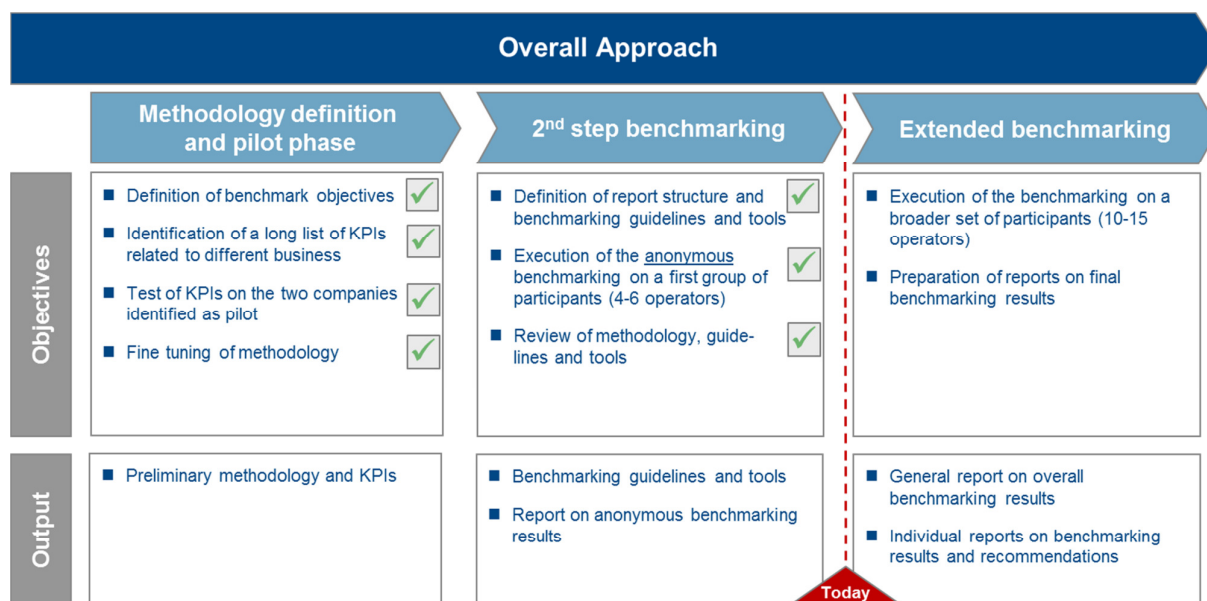 Overall Approach
Methodology definition
and pilot phase
2nd step benchmarking
Extended benchmarking
Objectives
Definition of benchmark objectives
Identification of a long list of KPIs
related to different business
Test of KPIs on the two companies
identified as pilot
Fine tuning of methodology
Definition of report structure and
benchmarking guidelines and tools
Execution of the anonymous
benchmarking on a first group of
participants (4-6 operators)
Review of methodology, guide-
lines and tools
Execution of the benchmarking on a
broader set of participants (10-15
operators)
Preparation of reports on final
benchmarking results
Output
Preliminary methodology and KPIs
Benchmarking guidelines and tools
Report on anonymous benchmarking
results
General report on overall
benchmarking results
Individual reports on benchmarking
results and recommendations
Today